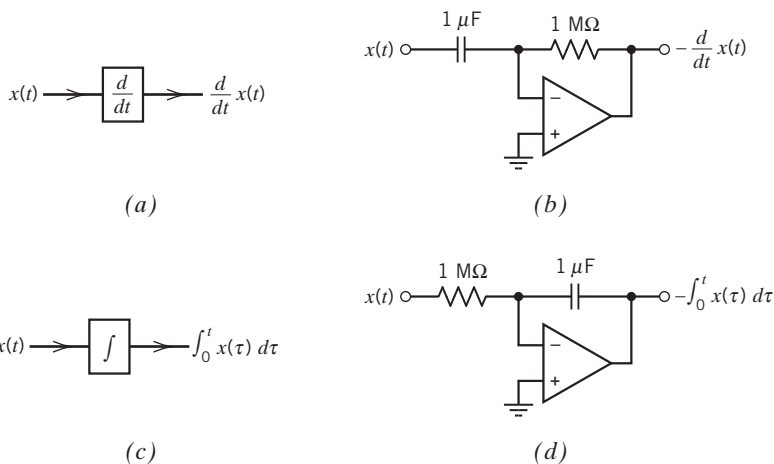 1 μF 1 MΩ
x(t) d/dt d/dt x(t) x(t) − d/dt x(t)
−
+
(a) (b)
1 MΩ 1 μF
x(t) ∫ ∫₀ᵗ x(τ) dτ x(t) −∫₀ᵗ x(τ) dτ
−
+
(c) (d)